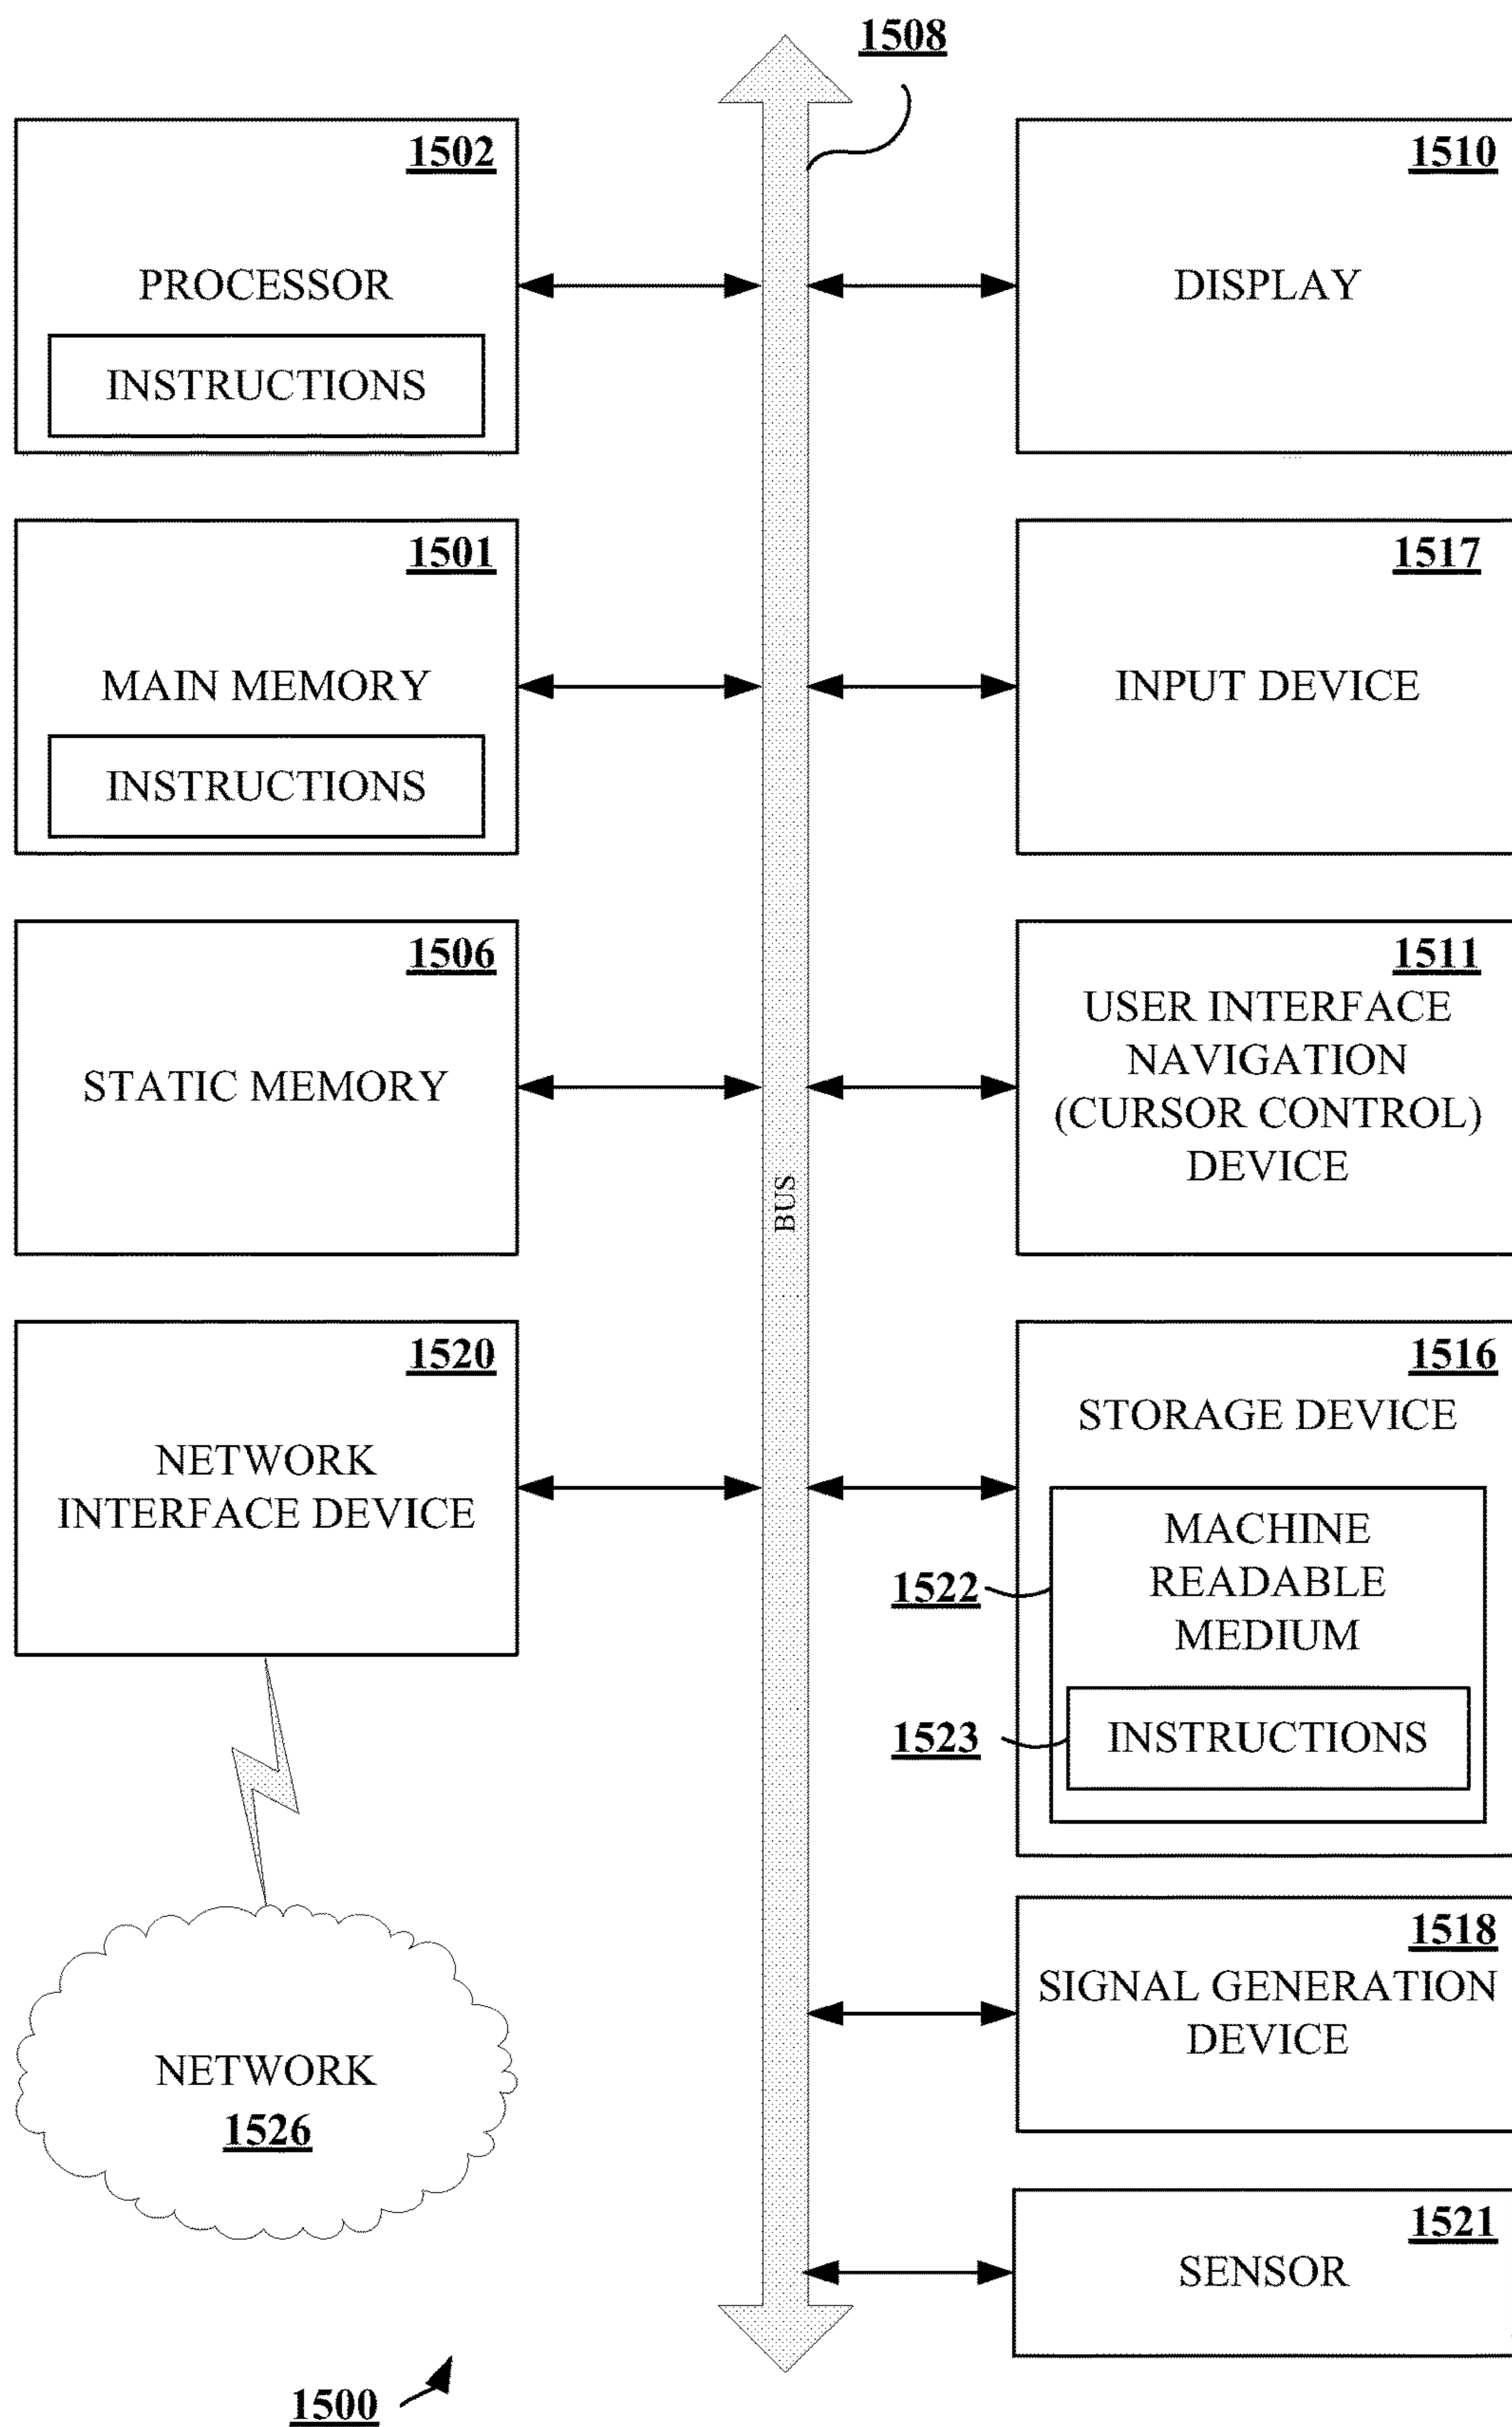 1508
1502
PROCESSOR
INSTRUCTIONS
1510
DISPLAY
1501
MAIN MEMORY
INSTRUCTIONS
1517
INPUT DEVICE
1506
STATIC MEMORY
1511
USER INTERFACE
NAVIGATION
(CURSOR CONTROL)
DEVICE
BUS
1520
NETWORK
INTERFACE DEVICE
1516
STORAGE DEVICE
MACHINE
READABLE
MEDIUM
1522
INSTRUCTIONS
1523
1518
SIGNAL GENERATION
DEVICE
NETWORK
1526
1521
SENSOR
1500